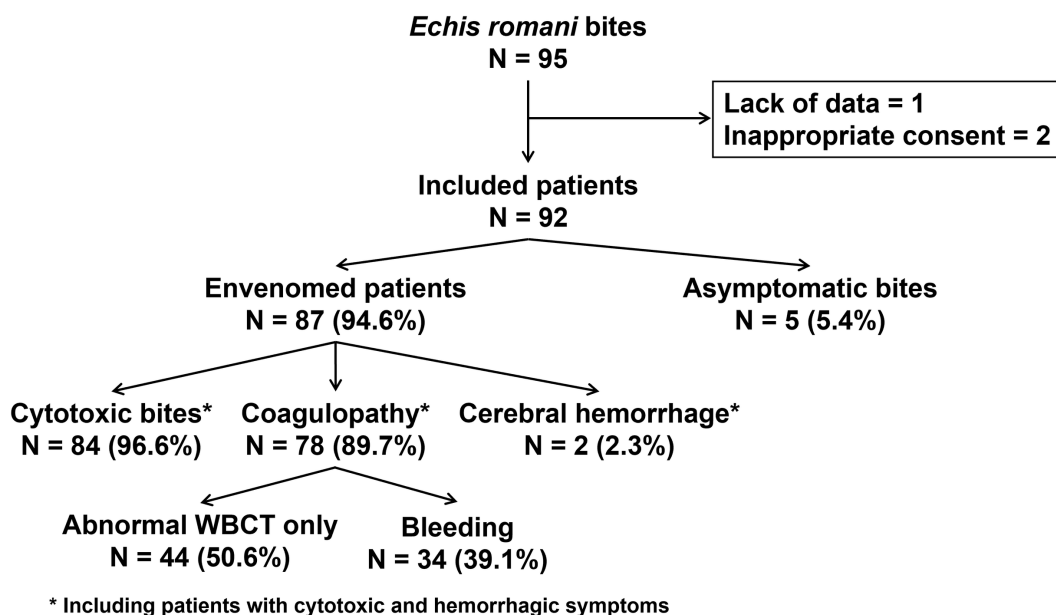 Echis romani bites
N = 95
Lack of data = 1
Inappropriate consent = 2
Included patients
N = 92
Envenomed patients
N = 87 (94.6%)
Asymptomatic bites
N = 5 (5.4%)
Cytotoxic bites*
N = 84 (96.6%)
Coagulopathy*
N = 78 (89.7%)
Cerebral hemorrhage*
N = 2 (2.3%)
Abnormal WBCT only
N = 44 (50.6%)
Bleeding
N = 34 (39.1%)
* Including patients with cytotoxic and hemorrhagic symptoms